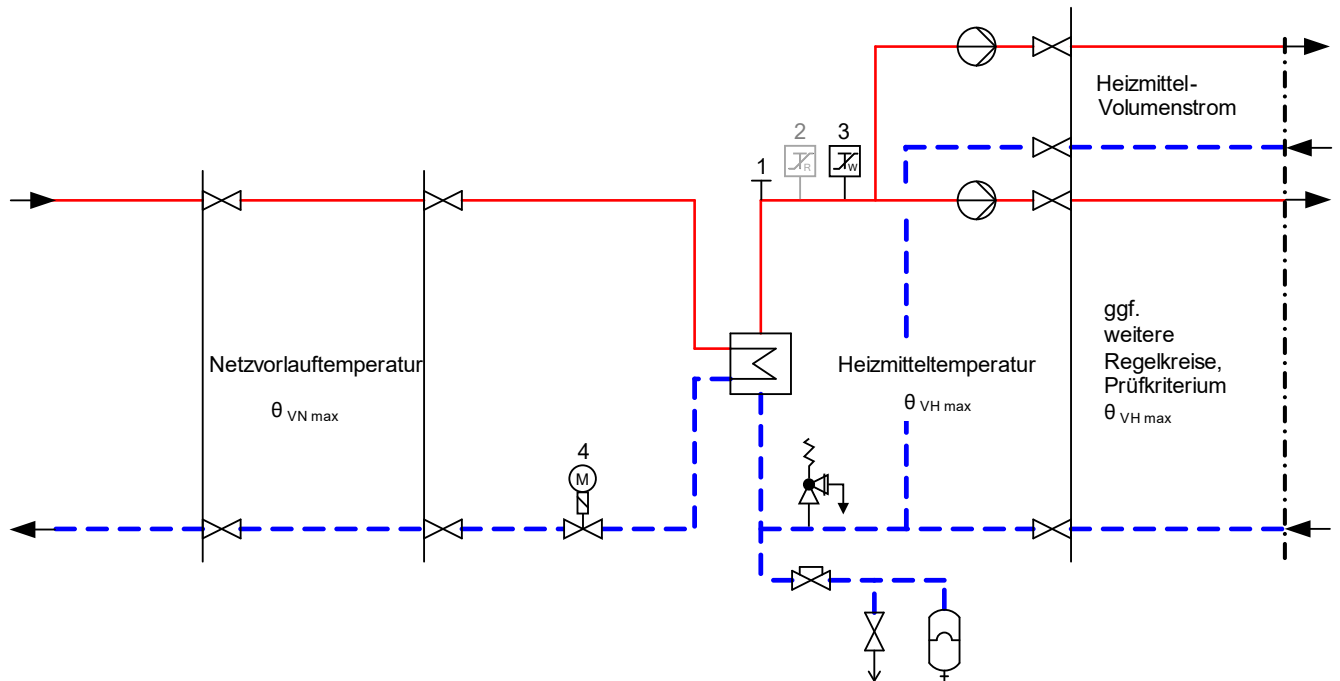 Heizmittel-
Volumenstrom
2
3
1
R
W
ggf.
weitere
Regelkreise,
Prüfkriterium
θ VH max
Netzvorlauftemperatur
θ VN max
Heizmitteltemperatur
θ VH max
4
M